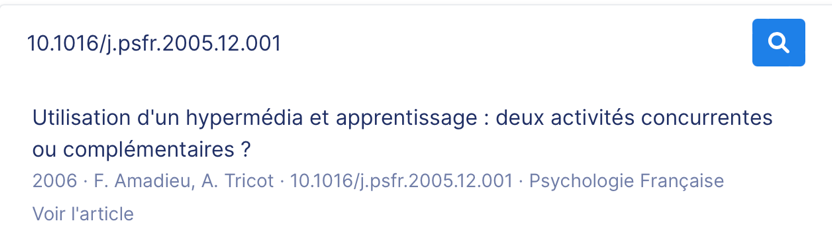 10.1016/j.psfr.2005.12.001
Utilisation d'un hypermédia et apprentissage : deux activités concurrentes
ou complémentaires ?
2006 · F. Amadieu, A. Tricot · 10.1016/j.psfr.2005.12.001 · Psychologie Française
Voir l'article